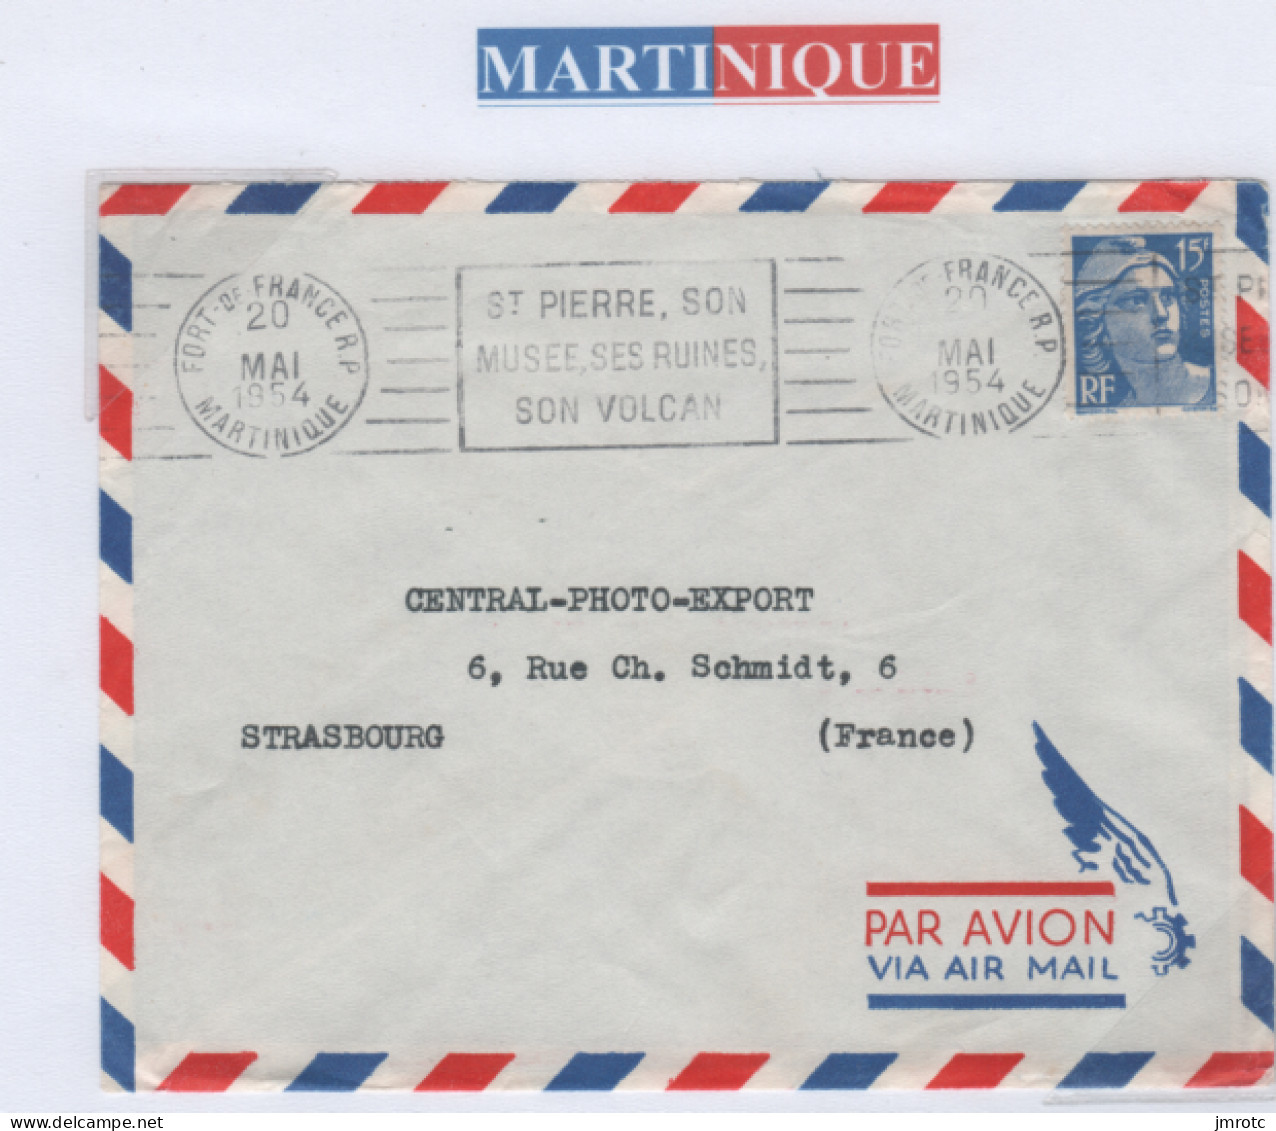 MARTINIQUE
FORT-DE FRANCE R.P.
20
MAI
1954
MARTINIQUE
ST PIERRE, SON
MUSEE, SES RUINES,
SON VOLCAN
FORT-DE FRANCE R.P.
20
MAI
1954
MARTINIQUE
15F
POSTES
RF
CENTRAL-PHOTO-EXPORT
6, Rue Ch. Schmidt, 6
STRASBOURG (France)
PAR AVION
VIA AIR MAIL
delcampe.net
jmrotc